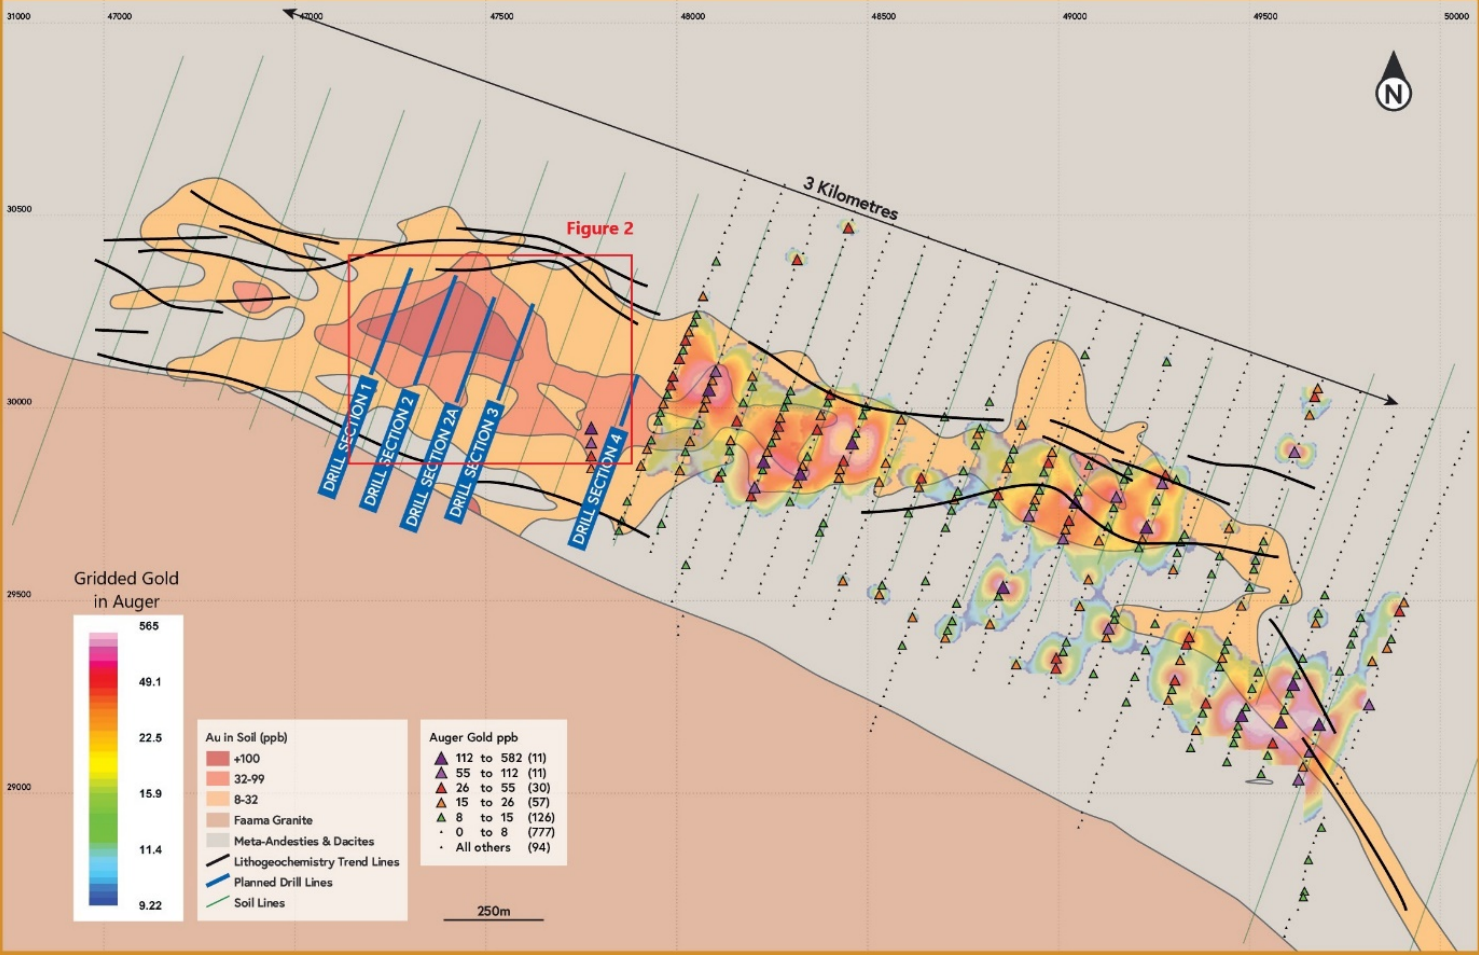 31000
47000
47000
47500
48000
48500
49000
49500
50000
N
3 Kilometres
30500
Figure 2
30000
DRILL SECTION 1
DRILL SECTION 2
DRILL SECTION 2A
DRILL SECTION 3
DRILL SECTION 4
29500
29000
Gridded Gold
in Auger
565
49.1
22.5
15.9
11.4
9.22
Au in Soil (ppb)
+100
32-99
8-32
Faama Granite
Meta-Andesties & Dacites
Lithogeochemistry Trend Lines
Planned Drill Lines
Soil Lines
Auger Gold ppb
112 to 582 (11)
55 to 112 (11)
26 to 55 (30)
15 to 26 (57)
8 to 15 (126)
0 to 8 (777)
All others (94)
250m